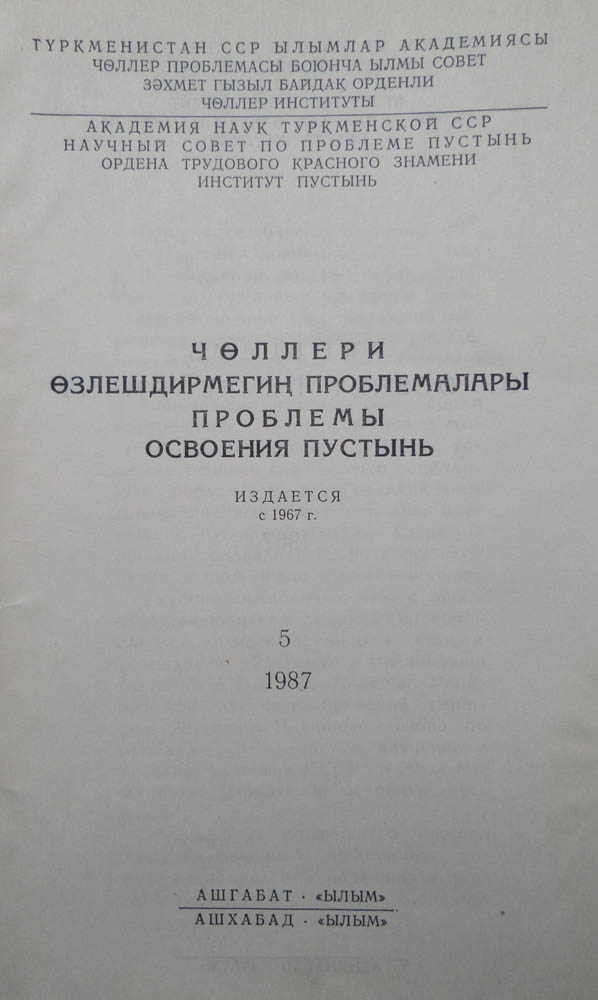 ТҮРКМЕНИСТАН ССР ЫЛЫМЛАР АКАДЕМИЯСЫ
ЧӨЛЛЕР ПРОБЛЕМАСЫ БОЮНЧА ЫЛМЫ СОВЕТ
ЗӘХМЕТ ГЫЗЫЛ БАЙДАК ОРДЕНЛИ
ЧӨЛЛЕР ИНСТИТУТЫ
АКАДЕМИЯ НАУК ТУРКМЕНСКОЙ ССР
НАУЧНЫЙ СОВЕТ ПО ПРОБЛЕМЕ ПУСТЫНЬ
ОРДЕНА ТРУДОВОГО КРАСНОГО ЗНАМЕНИ
ИНСТИТУТ ПУСТЫНЬ
ЧӨЛЛЕРИ
ӨЗЛЕШДИРМЕГИҢ ПРОБЛЕМАЛАРЫ
ПРОБЛЕМЫ
ОСВОЕНИЯ ПУСТЫНЬ
ИЗДАЕТСЯ
с 1967 г.
5
1987
АШГАБАТ · «ЫЛЫМ»
АШХАБАД · «ЫЛЫМ»